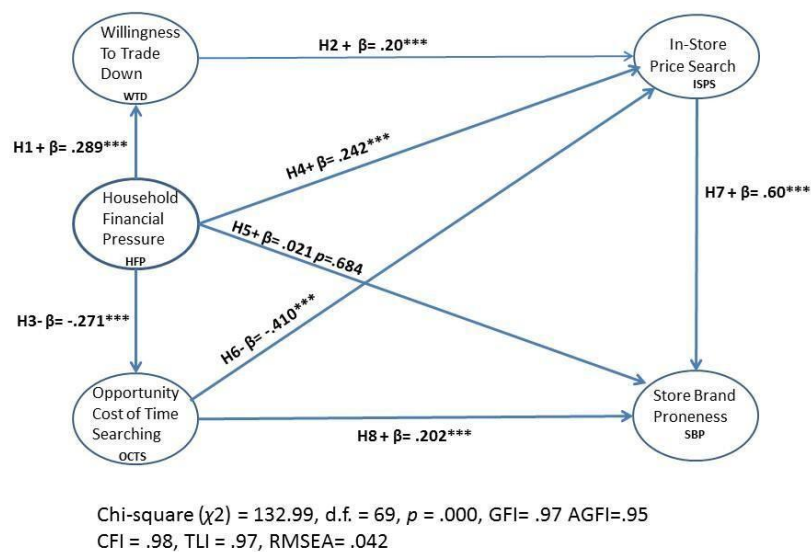 Willingness
To Trade
Down
WTD
H2 + β= .20***
In-Store
Price Search
ISPS
H1 + β= .289***
H4+ β= .242***
H7 + β= .60***
Household
Financial
Pressure
HFP
H5+ β= .021 p=.684
H3- β= -.271***
H6- β= -.410***
Opportunity
Cost of Time
Searching
OCTS
H8 + β= .202***
Store Brand
Proneness
SBP
Chi-square (χ2) = 132.99, d.f. = 69, p = .000, GFI= .97 AGFI=.95
CFI = .98, TLI = .97, RMSEA= .042